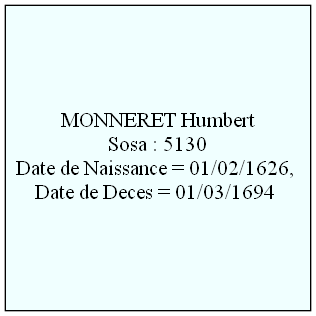 MONNERET Humbert
Sosa : 5130
Date de Naissance = 01/02/1626,
Date de Deces = 01/03/1694